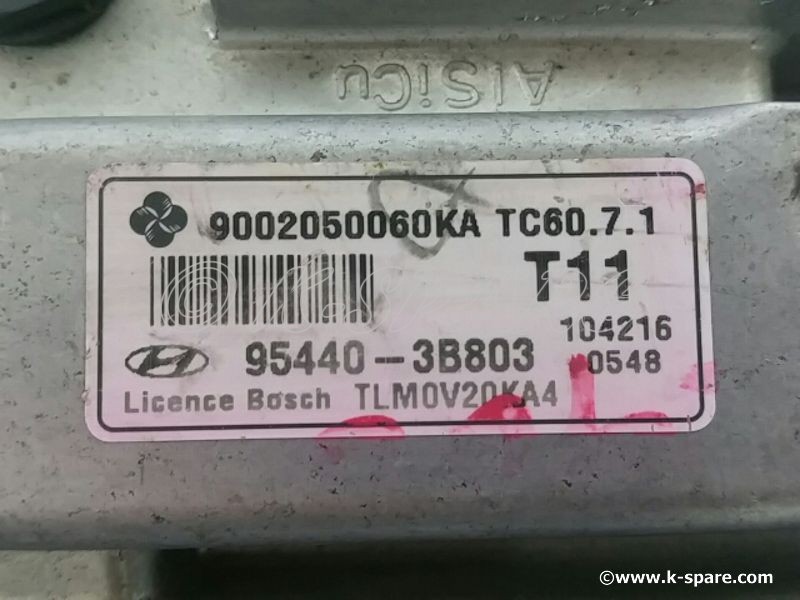 AlSiCu
9002050060KA TC60.7.1
T11
104216
95440-3B803 0548
Licence Bosch TLM0V20KA4
©www.k-spare.com